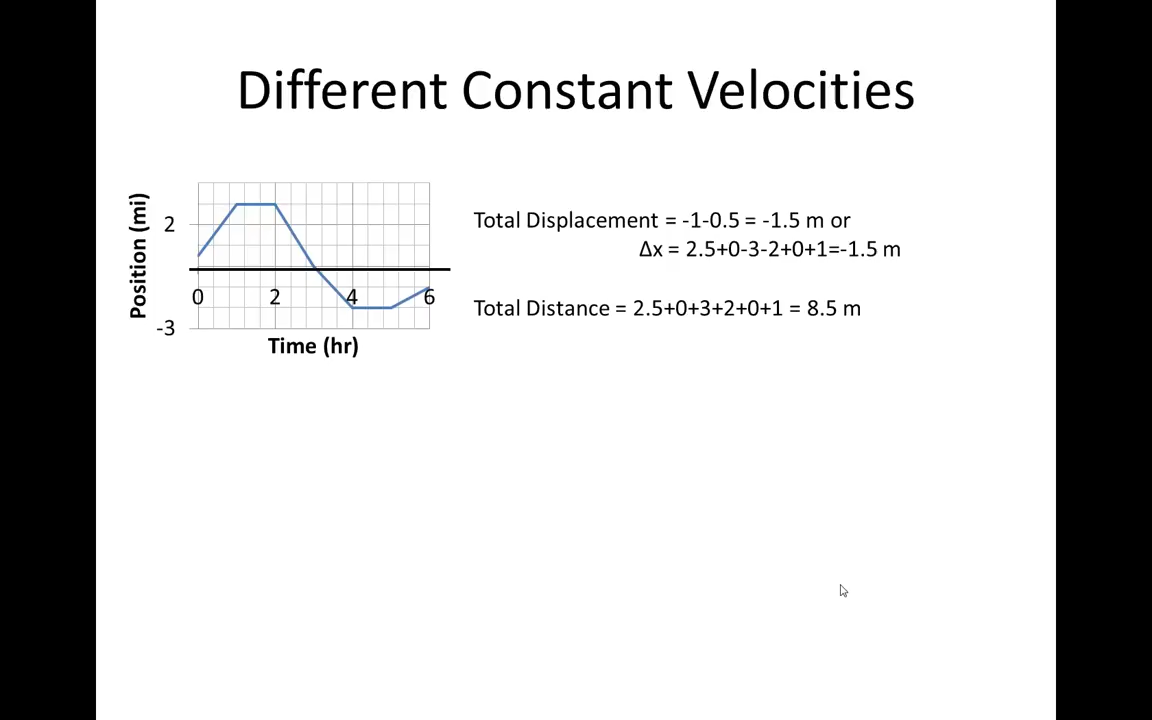 Different Constant Velocities
Position (mi)
2
-3
0 2 4 6
Time (hr)
Total Displacement = -1-0.5 = -1.5 m or
Δx = 2.5+0-3-2+0+1=-1.5 m
Total Distance = 2.5+0+3+2+0+1 = 8.5 m